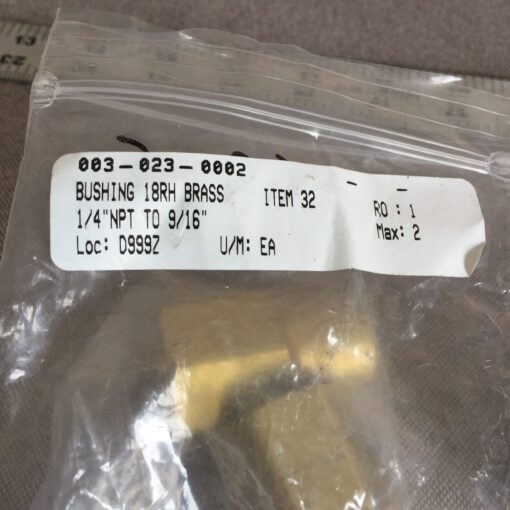 003-023-0002
BUSHING 18RH BRASS ITEM 32
1/4"NPT TO 9/16" RO : 1
Loc: D999Z U/M: EA Max: 2
23